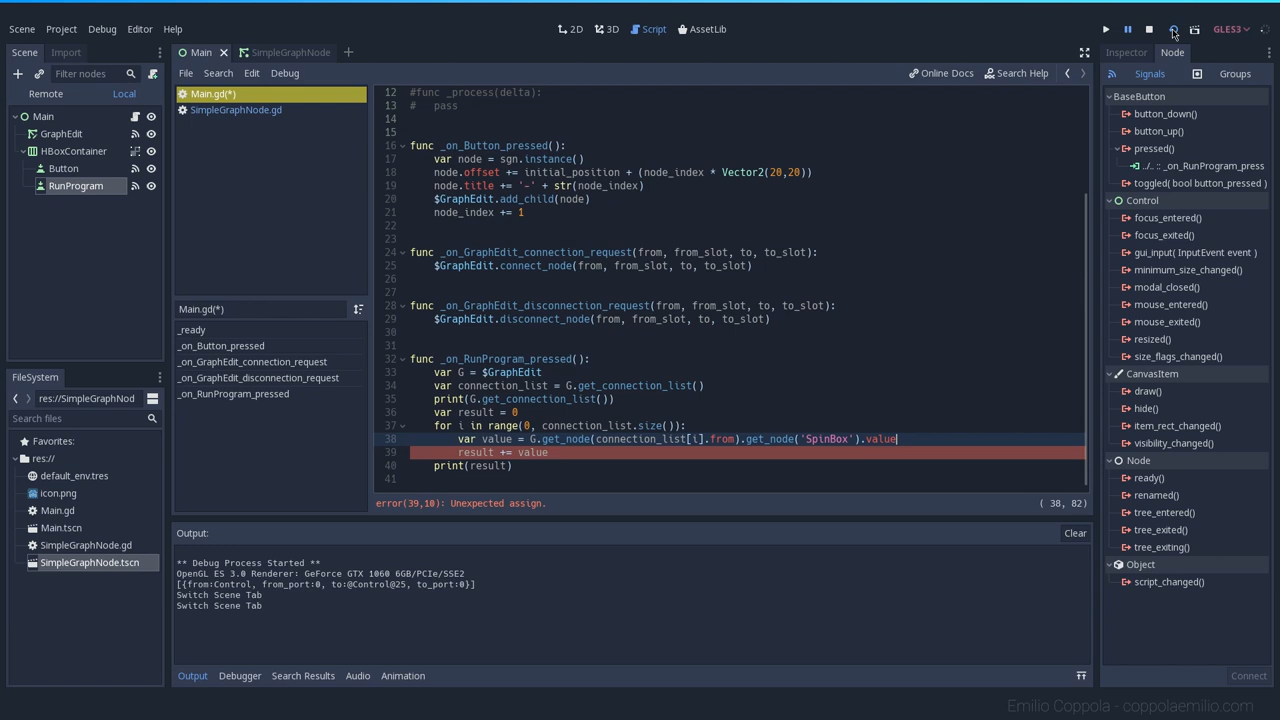 Scene Project Debug Editor Help
2D 3D Script AssetLib
GLES3
Scene Import
Filter nodes
Remote Local
Main
GraphEdit
HBoxContainer
Button
RunProgram
FileSystem
res://SimpleGraphNod
Search files
Favorites:
res://
default_env.tres
icon.png
Main.gd
Main.tscn
SimpleGraphNode.gd
SimpleGraphNode.tscn
Main SimpleGraphNode
File Search Edit Debug
Online Docs Search Help
Main.gd(*)
SimpleGraphNode.gd
Main.gd(*)
_ready
_on_Button_pressed
_on_GraphEdit_connection_request
_on_GraphEdit_disconnection_request
_on_RunProgram_pressed
12 #func _process(delta):
13 # pass
14
15
16 func _on_Button_pressed():
17 var node = sgn.instance()
18 node.offset += initial_position + (node_index * Vector2(20,20))
19 node.title += '-' + str(node_index)
20 $GraphEdit.add_child(node)
21 node_index += 1
22
23
24 func _on_GraphEdit_connection_request(from, from_slot, to, to_slot):
25 $GraphEdit.connect_node(from, from_slot, to, to_slot)
26
27
28 func _on_GraphEdit_disconnection_request(from, from_slot, to, to_slot):
29 $GraphEdit.disconnect_node(from, from_slot, to, to_slot)
30
31
32 func _on_RunProgram_pressed():
33 var G = $GraphEdit
34 var connection_list = G.get_connection_list()
35 print(G.get_connection_list())
36 var result = 0
37 for i in range(0, connection_list.size()):
38 var value = G.get_node(connection_list[i].from).get_node('SpinBox').value
39 result += value
40 print(result)
41
error(39,10): Unexpected assign.
( 38, 82)
Output:
Clear
** Debug Process Started **
OpenGL ES 3.0 Renderer: GeForce GTX 1060 6GB/PCIe/SSE2
[{from:Control, from_port:0, to:@Control@25, to_port:0}]
Switch Scene Tab
Switch Scene Tab
Output Debugger Search Results Audio Animation
Inspector Node
Signals Groups
BaseButton
button_down()
button_up()
pressed()
../.. :: _on_RunProgram_press
toggled( bool button_pressed )
Control
focus_entered()
focus_exited()
gui_input( InputEvent event )
minimum_size_changed()
modal_closed()
mouse_entered()
mouse_exited()
resized()
size_flags_changed()
CanvasItem
draw()
hide()
item_rect_changed()
visibility_changed()
Node
ready()
renamed()
tree_entered()
tree_exited()
tree_exiting()
Object
script_changed()
Connect
Emilio Coppola - coppolaemilio.com